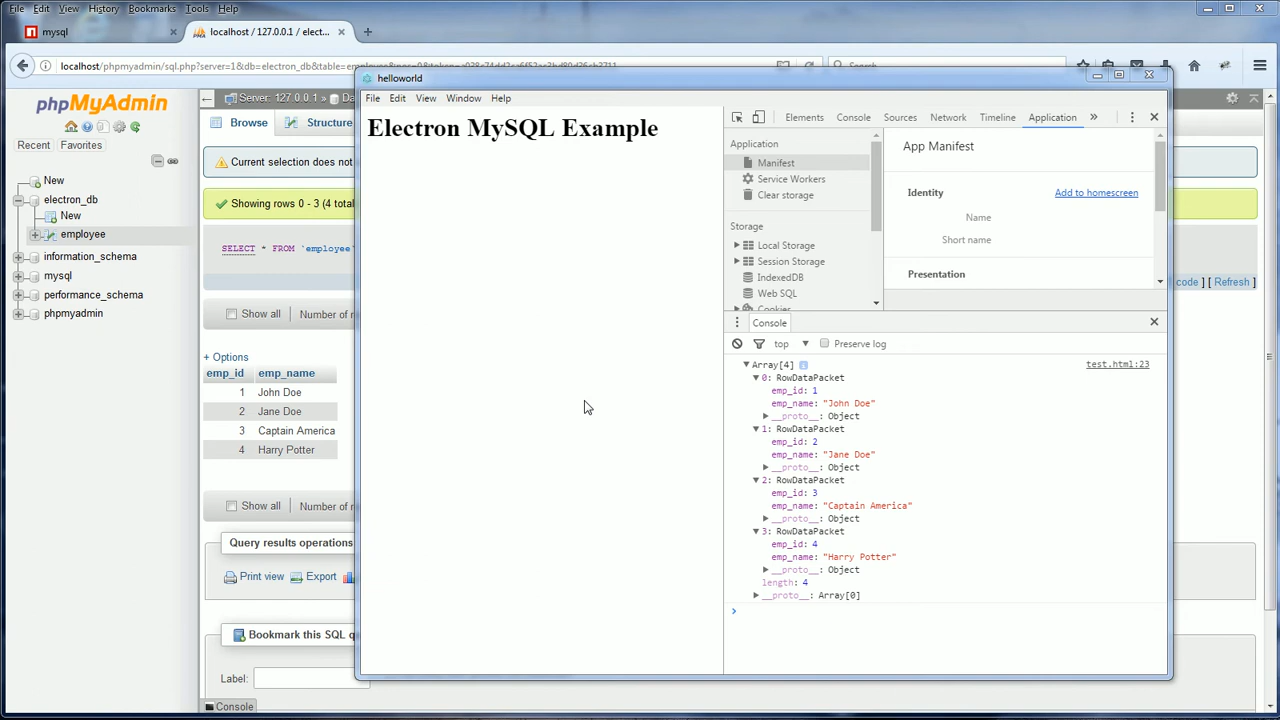 File Edit View History Bookmarks Tools Help
mysql
localhost / 127.0.0.1 / elect...
localhost/phpmyadmin/sql.php?server=1&db=electron_db&table=
Search
phpMyAdmin
Recent Favorites
New
electron_db
New
employee
information_schema
mysql
performance_schema
phpmyadmin
Server: 127.0.0.1 »
Browse Structure
Current selection does not
Showing rows 0 - 3 (4 total
SELECT * FROM `employee`
code ] [ Refresh ]
Show all Number of r
+ Options
emp_id emp_name
1 John Doe
2 Jane Doe
3 Captain America
4 Harry Potter
Show all Number of r
Query results operations
Print view Export
Bookmark this SQL q
Label:
Console
helloworld
File Edit View Window Help
Electron MySQL Example
Elements Console Sources Network Timeline Application »
Application
Manifest
Service Workers
Clear storage
Storage
Local Storage
Session Storage
IndexedDB
Web SQL
Cookies
App Manifest
Identity Add to homescreen
Name
Short name
Presentation
Console
top Preserve log
Array[4] test.html:23
0: RowDataPacket
emp_id: 1
emp_name: "John Doe"
__proto__: Object
1: RowDataPacket
emp_id: 2
emp_name: "Jane Doe"
__proto__: Object
2: RowDataPacket
emp_id: 3
emp_name: "Captain America"
__proto__: Object
3: RowDataPacket
emp_id: 4
emp_name: "Harry Potter"
__proto__: Object
length: 4
__proto__: Array[0]